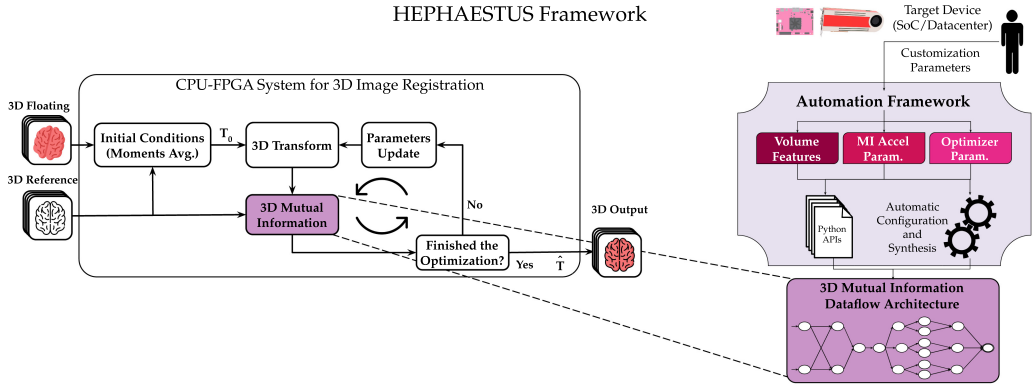 HEPHAESTUS Framework
Target Device
(SoC/Datacenter)
Customization
Parameters
CPU-FPGA System for 3D Image Registration
3D Floating
Initial Conditions
(Moments Avg.)
T0
3D Transform
Parameters
Update
3D Reference
3D Mutual
Information
No
Finished the
Optimization?
Yes
T̂
3D Output
Automation Framework
Volume
Features
MI Accel
Param.
Optimizer
Param.
Python
APIs
Automatic
Configuration
and
Synthesis
3D Mutual Information
Dataflow Architecture